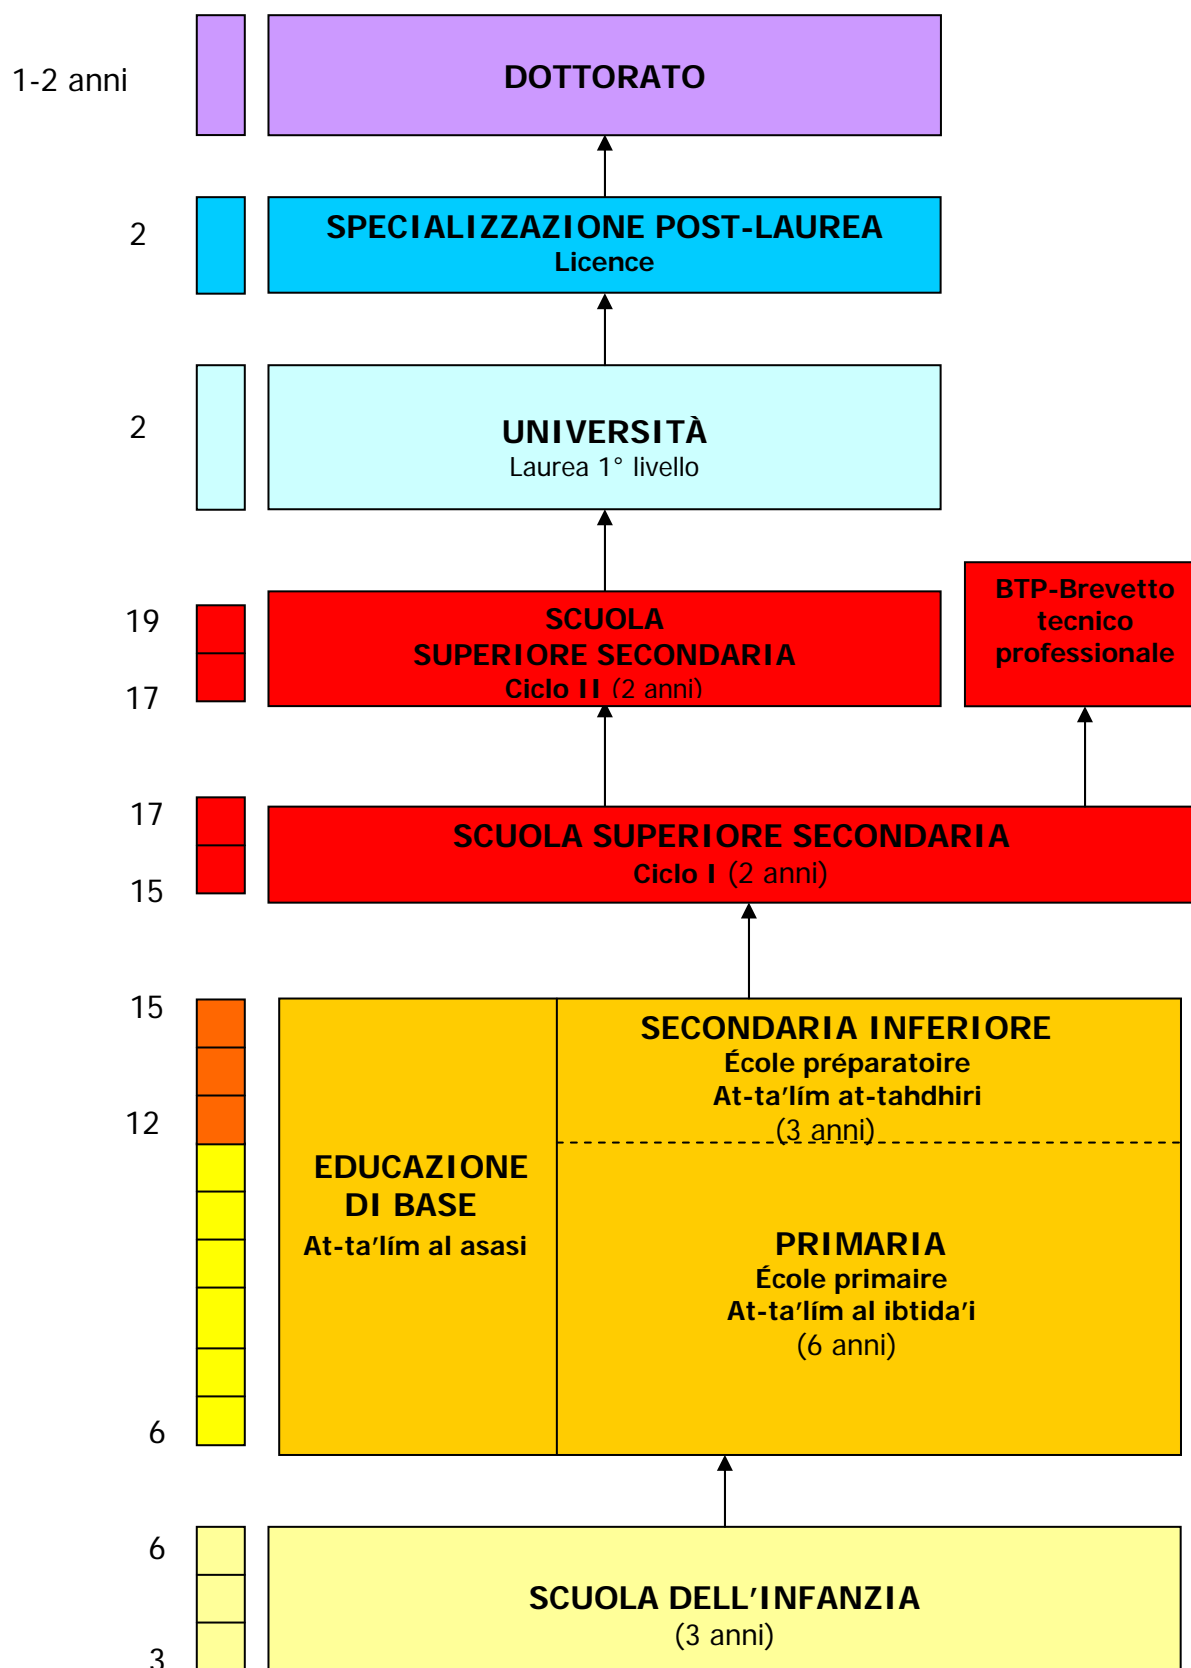 1-2 anni
DOTTORATO
2
SPECIALIZZAZIONE POST-LAUREA
Licence
2
UNIVERSITÀ
Laurea 1° livello
19
17
SCUOLA
SUPERIORE SECONDARIA
Ciclo II (2 anni)
BTP-Brevetto
tecnico
professionale
17
15
SCUOLA SUPERIORE SECONDARIA
Ciclo I (2 anni)
15
12
6
EDUCAZIONE
DI BASE
At-ta'lím al asasi
SECONDARIA INFERIORE
École préparatoire
At-ta'lím at-tahdhiri
(3 anni)
PRIMARIA
École primaire
At-ta'lím al ibtida'i
(6 anni)
6
3
SCUOLA DELL'INFANZIA
(3 anni)